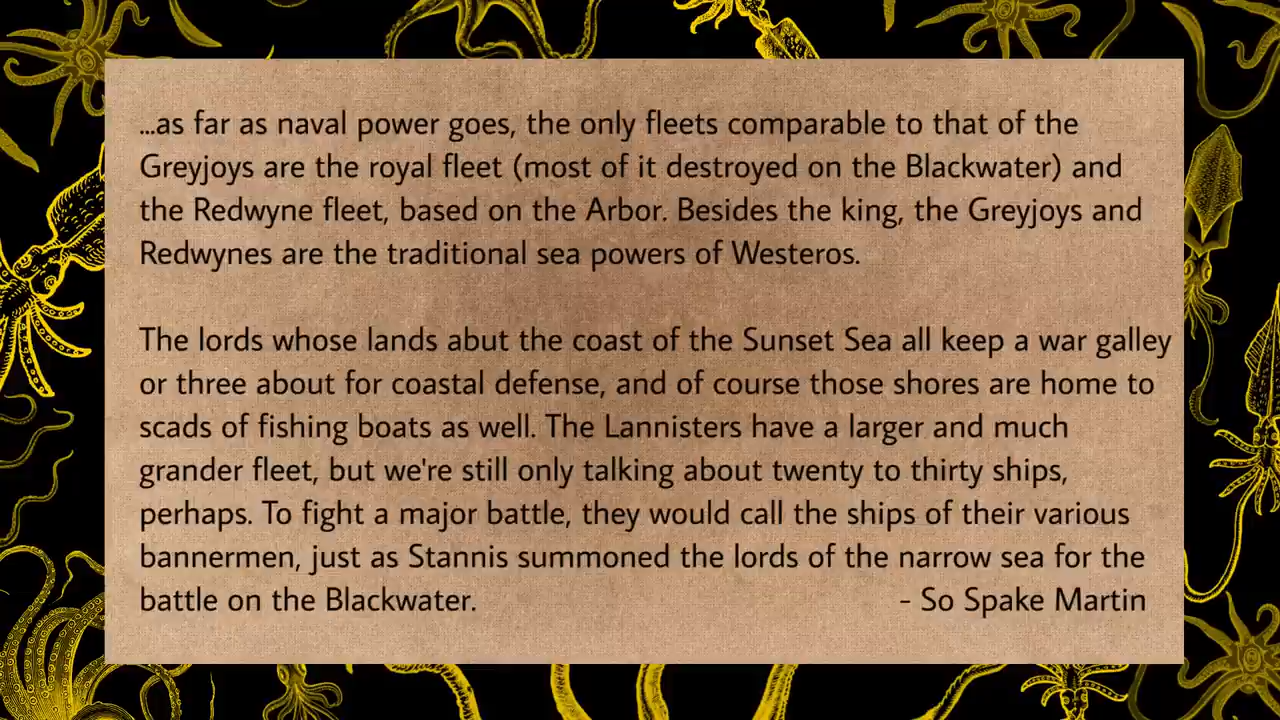 ...as far as naval power goes, the only fleets comparable to that of the
Greyjoys are the royal fleet (most of it destroyed on the Blackwater) and
the Redwyne fleet, based on the Arbor. Besides the king, the Greyjoys and
Redwynes are the traditional sea powers of Westeros.
The lords whose lands abut the coast of the Sunset Sea all keep a war galley
or three about for coastal defense, and of course those shores are home to
scads of fishing boats as well. The Lannisters have a larger and much
grander fleet, but we're still only talking about twenty to thirty ships,
perhaps. To fight a major battle, they would call the ships of their various
bannermen, just as Stannis summoned the lords of the narrow sea for the
battle on the Blackwater. - So Spake Martin